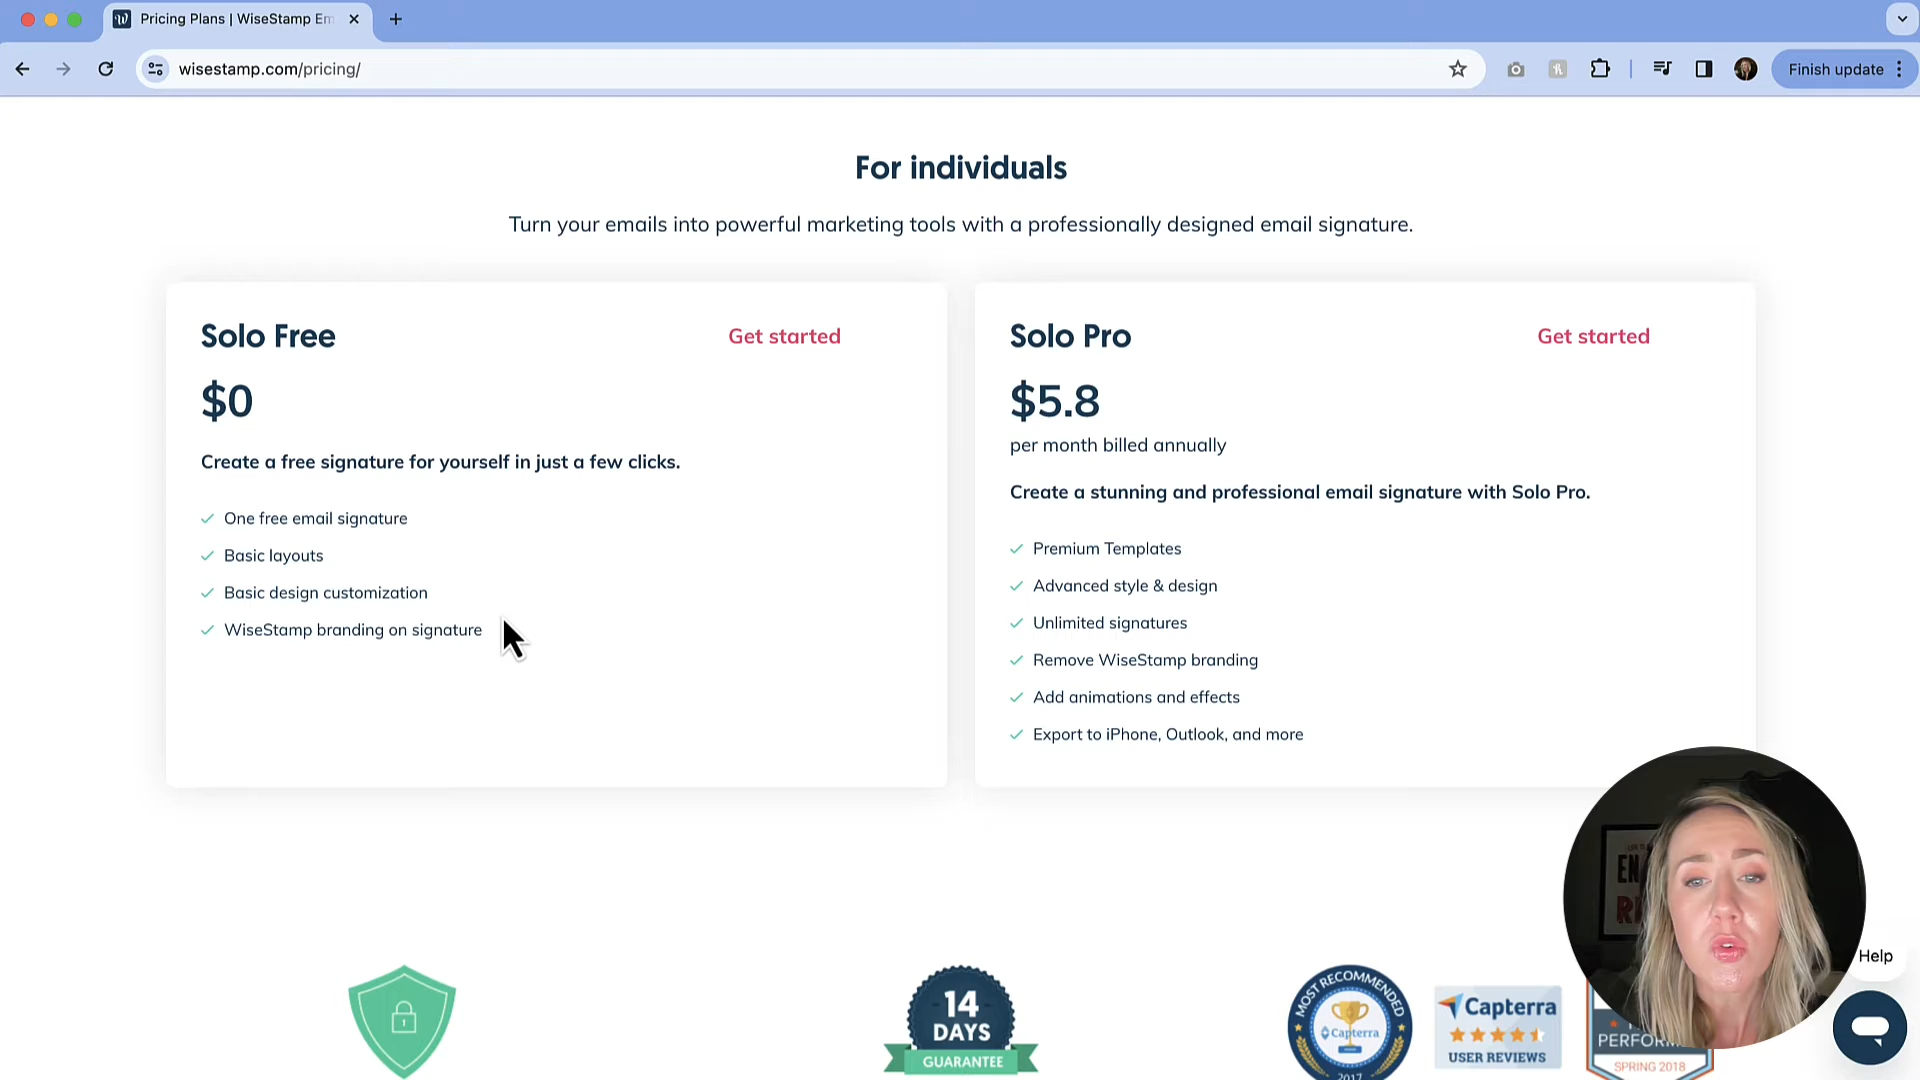 Pricing Plans | WiseStamp Em
wisestamp.com/pricing/
Finish update
For individuals
Turn your emails into powerful marketing tools with a professionally designed email signature.
Solo Free
Get started
$0
Create a free signature for yourself in just a few clicks.
One free email signature
Basic layouts
Basic design customization
WiseStamp branding on signature
Solo Pro
Get started
$5.8
per month billed annually
Create a stunning and professional email signature with Solo Pro.
Premium Templates
Advanced style & design
Unlimited signatures
Remove WiseStamp branding
Add animations and effects
Export to iPhone, Outlook, and more
14
DAYS
GUARANTEE
MOST RECOMMENDED
Capterra
2017
Capterra
USER REVIEWS
PERFORM
SPRING 2018
Help